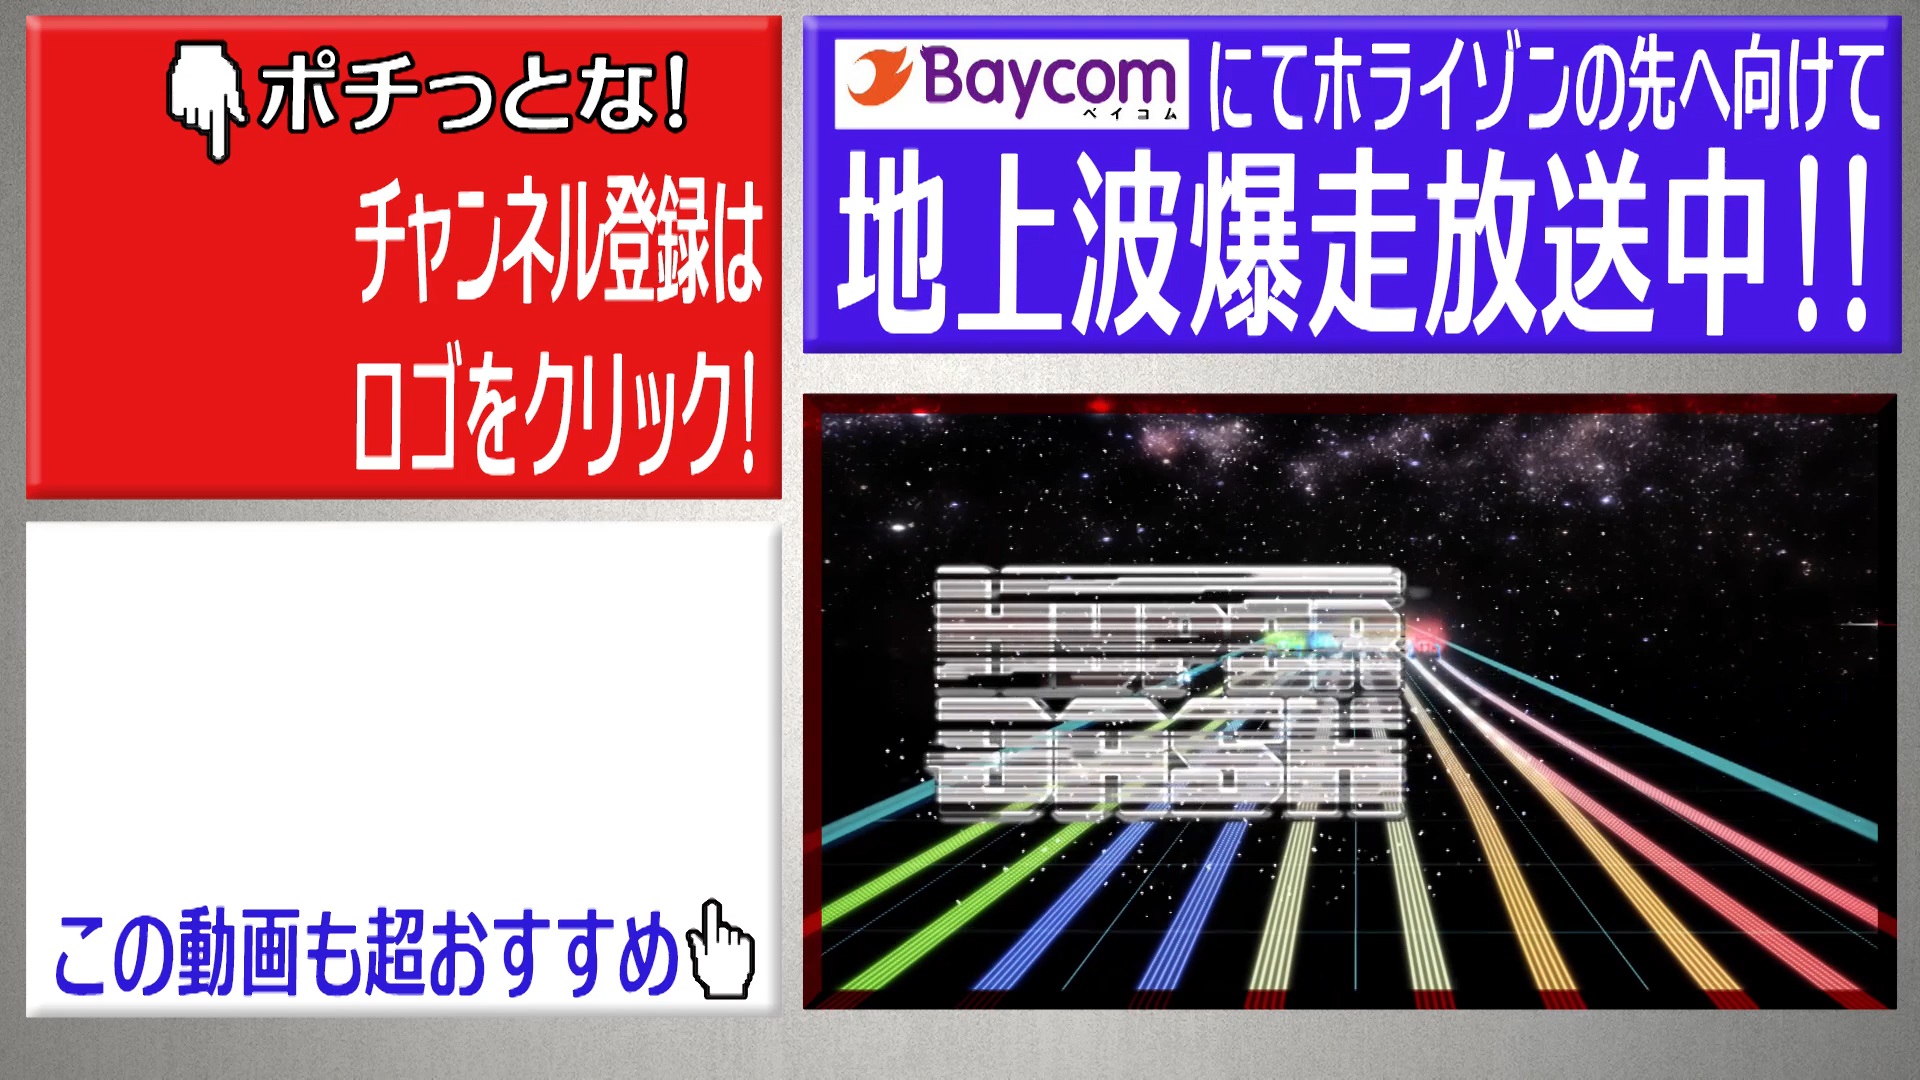 ポチっとな!
チャンネル登録は
ロゴをクリック!
Baycom にてホライゾンの先へ向けて
ベイコム
地上波爆走放送中!!
HYPER
DASH
この動画も超おすすめ